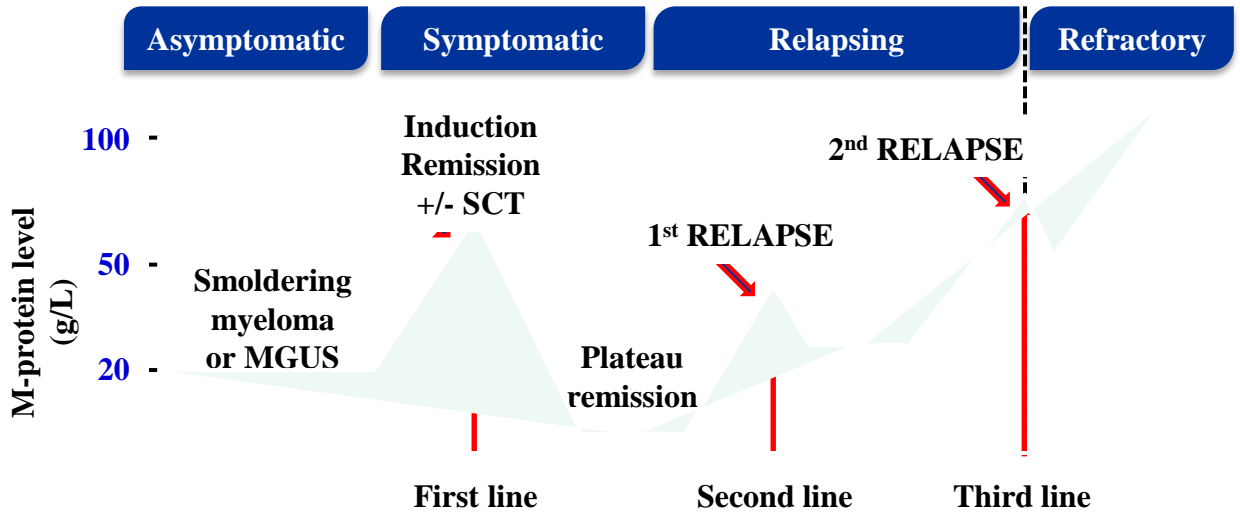 Asymptomatic
Symptomatic
Relapsing
Refractory
M-protein level
(g/L)
100
50
20
Smoldering
myeloma
or MGUS
Induction
Remission
+/- SCT
Plateau
remission
1st RELAPSE
2nd RELAPSE
First line
Second line
Third line